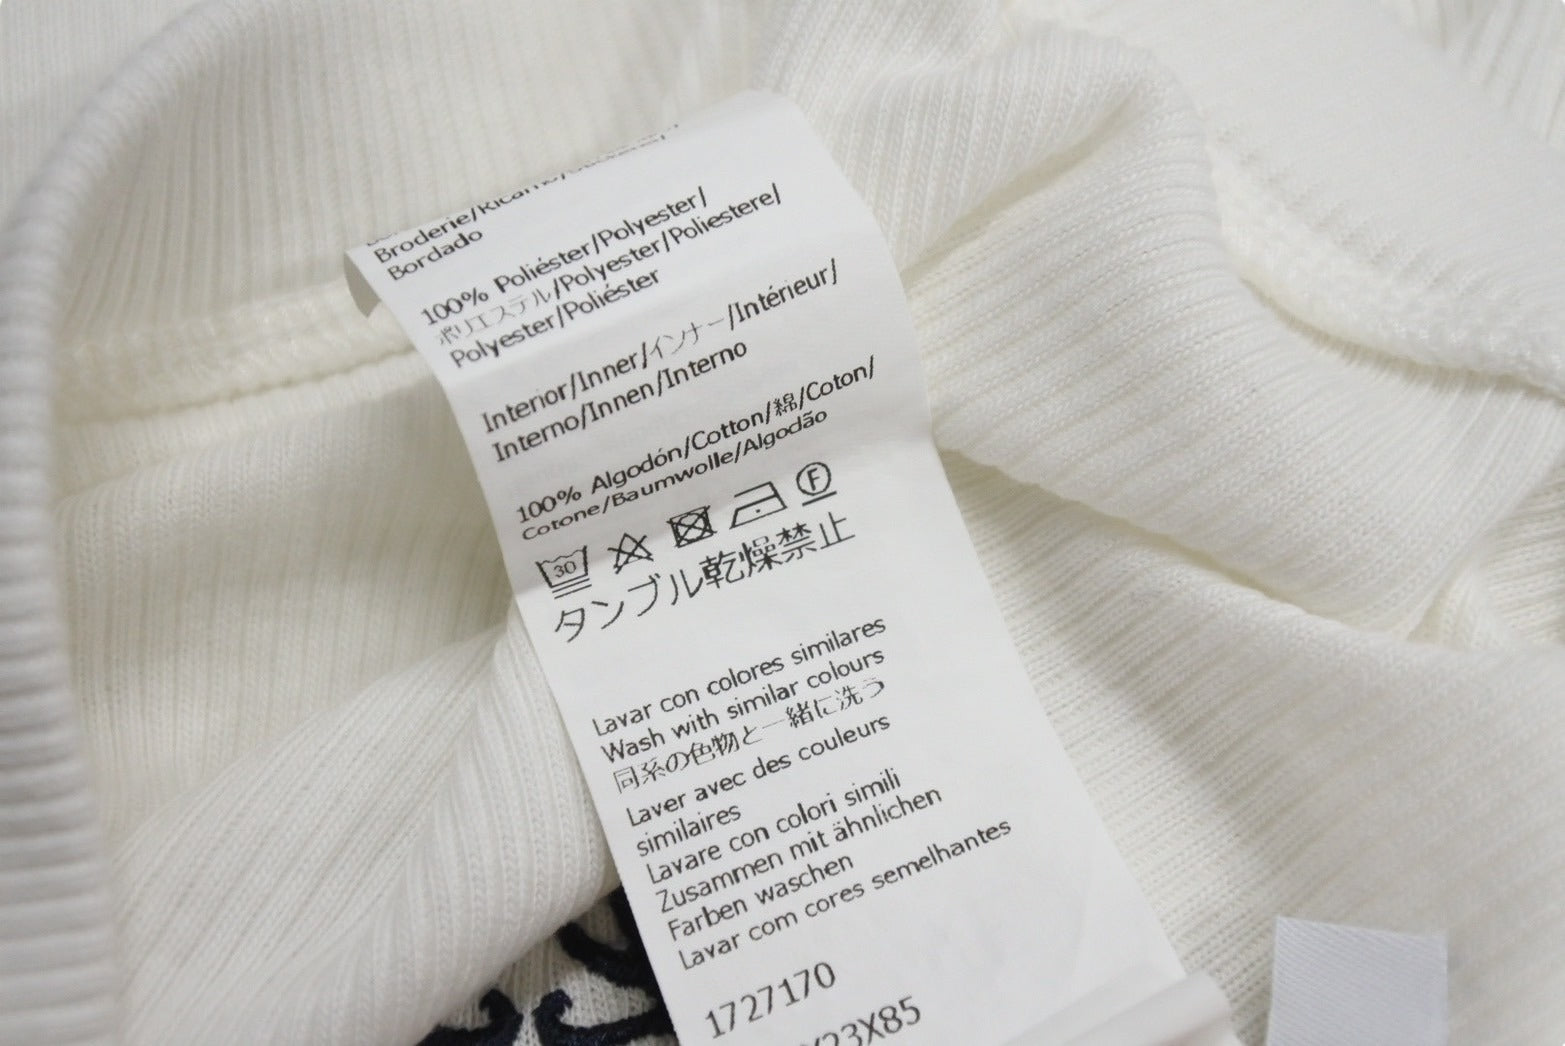 Broderie/Ricamo/
Bordado
100% Poliéster/Polyester/
ポリエステル/Polyester/Poliestere/
Polyester/Poliéster
Interior/Inner/インナー/Intérieur/
Interno/Innen/Interno
100% Algodón/Cotton/綿/Coton/
Cotone/Baumwolle/Algodão
30 F
タンブル乾燥禁止
Lavar con colores similares
Wash with similar colours
同系の色物と一緒に洗う
Laver avec des couleurs
similaires
Lavare con colori simili
Zusammen mit ähnlichen
Farben waschen
Lavar com cores semelhantes
1727170
V23X85